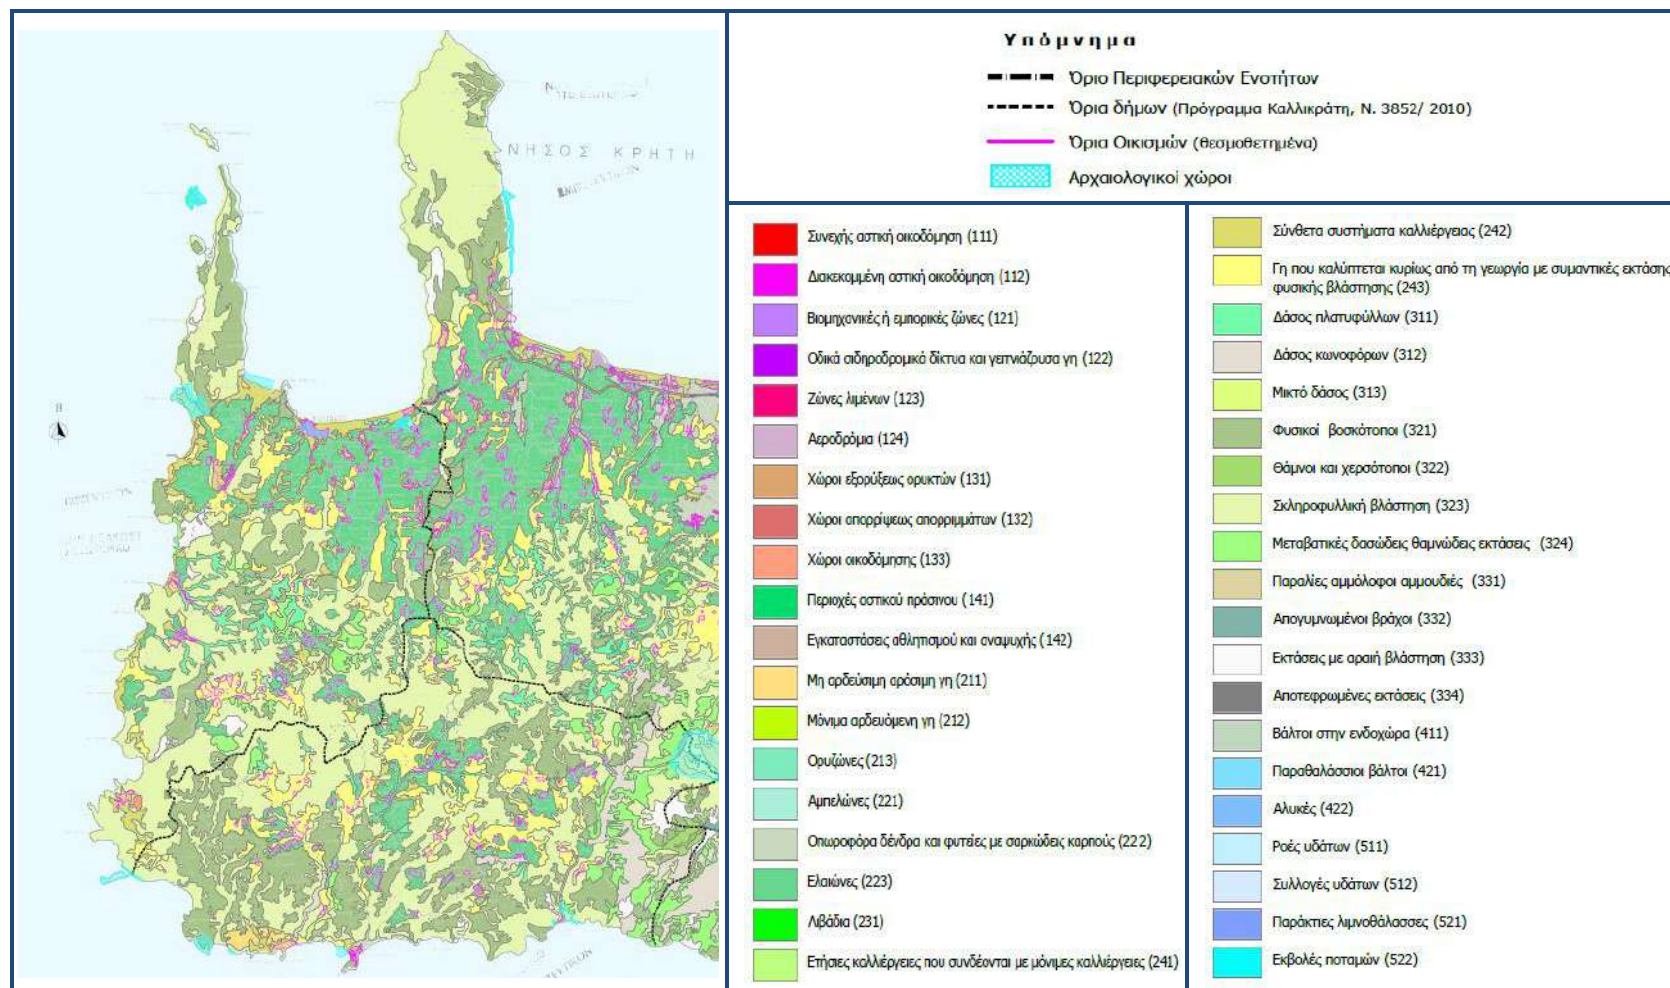 ΝΗΣΟΣ ΚΡΗΤΗ
Υπόμνημα
Όριο Περιφερειακών Ενοτήτων
Όρια δήμων (Πρόγραμμα Καλλικράτη, Ν. 3852/ 2010)
Όρια Οικισμών (θεσμοθετημένα)
Αρχαιολογικοί χώροι
Συνεχής αστική οικοδόμηση (111)
Διακεκομμένη αστική οικοδόμηση (112)
Βιομηχανικές ή εμπορικές ζώνες (121)
Οδικά σιδηροδρομικά δίκτυα και γειτνιάζουσα γη (122)
Ζώνες λιμένων (123)
Αεροδρόμια (124)
Χώροι εξορύξεως ορυκτών (131)
Χώροι απορρίψεως απορριμμάτων (132)
Χώροι οικοδόμησης (133)
Περιοχές αστικού πράσινου (141)
Εγκαταστάσεις αθλητισμού και αναψυχής (142)
Μη αρδεύσιμη αρόσιμη γη (211)
Μόνιμα αρδευόμενη γη (212)
Ορυζώνες (213)
Αμπελώνες (221)
Οπωροφόρα δένδρα και φυτείες με σαρκώδεις καρπούς (222)
Ελαιώνες (223)
Λιβάδια (231)
Ετήσιες καλλιέργειες που συνδέονται με μόνιμες καλλιέργειες (241)
Σύνθετα συστήματα καλλιέργειας (242)
Γη που καλύπτεται κυρίως από τη γεωργία με συμαντικές εκτάσης
φυσικής βλάστησης (243)
Δάσος πλατυφύλλων (311)
Δάσος κωνοφόρων (312)
Μικτό δάσος (313)
Φυσικοί βοσκότοποι (321)
Θάμνοι και χερσότοποι (322)
Σκληροφυλλική βλάστηση (323)
Μεταβατικές δασώδεις θαμνώδεις εκτάσεις (324)
Παραλίες αμμόλοφοι αμμουδιές (331)
Απογυμνωμένοι βράχοι (332)
Εκτάσεις με αραιή βλάστηση (333)
Αποτεφρωμένες εκτάσεις (334)
Βάλτοι στην ενδοχώρα (411)
Παραθαλάσσιοι βάλτοι (421)
Αλυκές (422)
Ροές υδάτων (511)
Συλλογές υδάτων (512)
Παράκτιες λιμνοθάλασσες (521)
Εκβολές ποταμών (522)